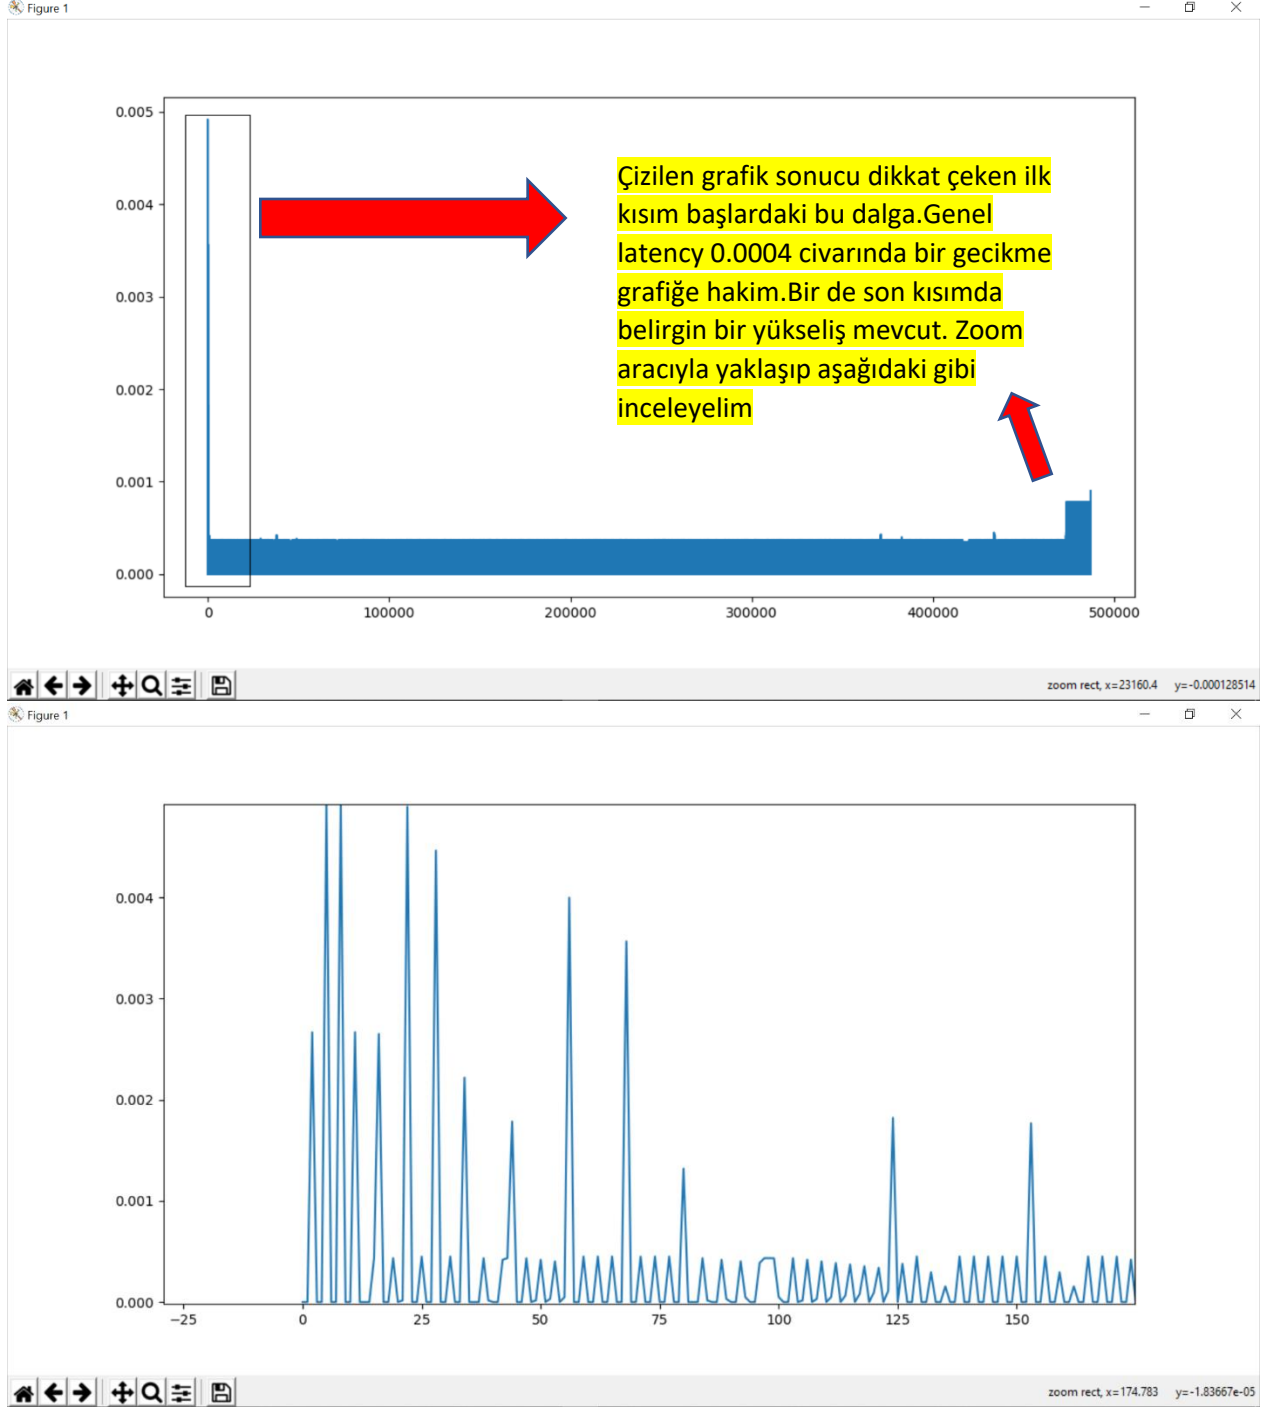 Figure 1
0.005
0.004
0.003
0.002
0.001
0.000
0 100000 200000 300000 400000 500000
Çizilen grafik sonucu dikkat çeken ilk
kısım başlardaki bu dalga.Genel
latency 0.0004 civarında bir gecikme
grafiğe hakim.Bir de son kısımda
belirgin bir yükseliş mevcut. Zoom
aracıyla yaklaşıp aşağıdaki gibi
inceleyelim
zoom rect, x=23160.4 y=-0.000128514
Figure 1
0.004
0.003
0.002
0.001
0.000
−25 0 25 50 75 100 125 150
zoom rect, x=174.783 y=-1.83667e-05